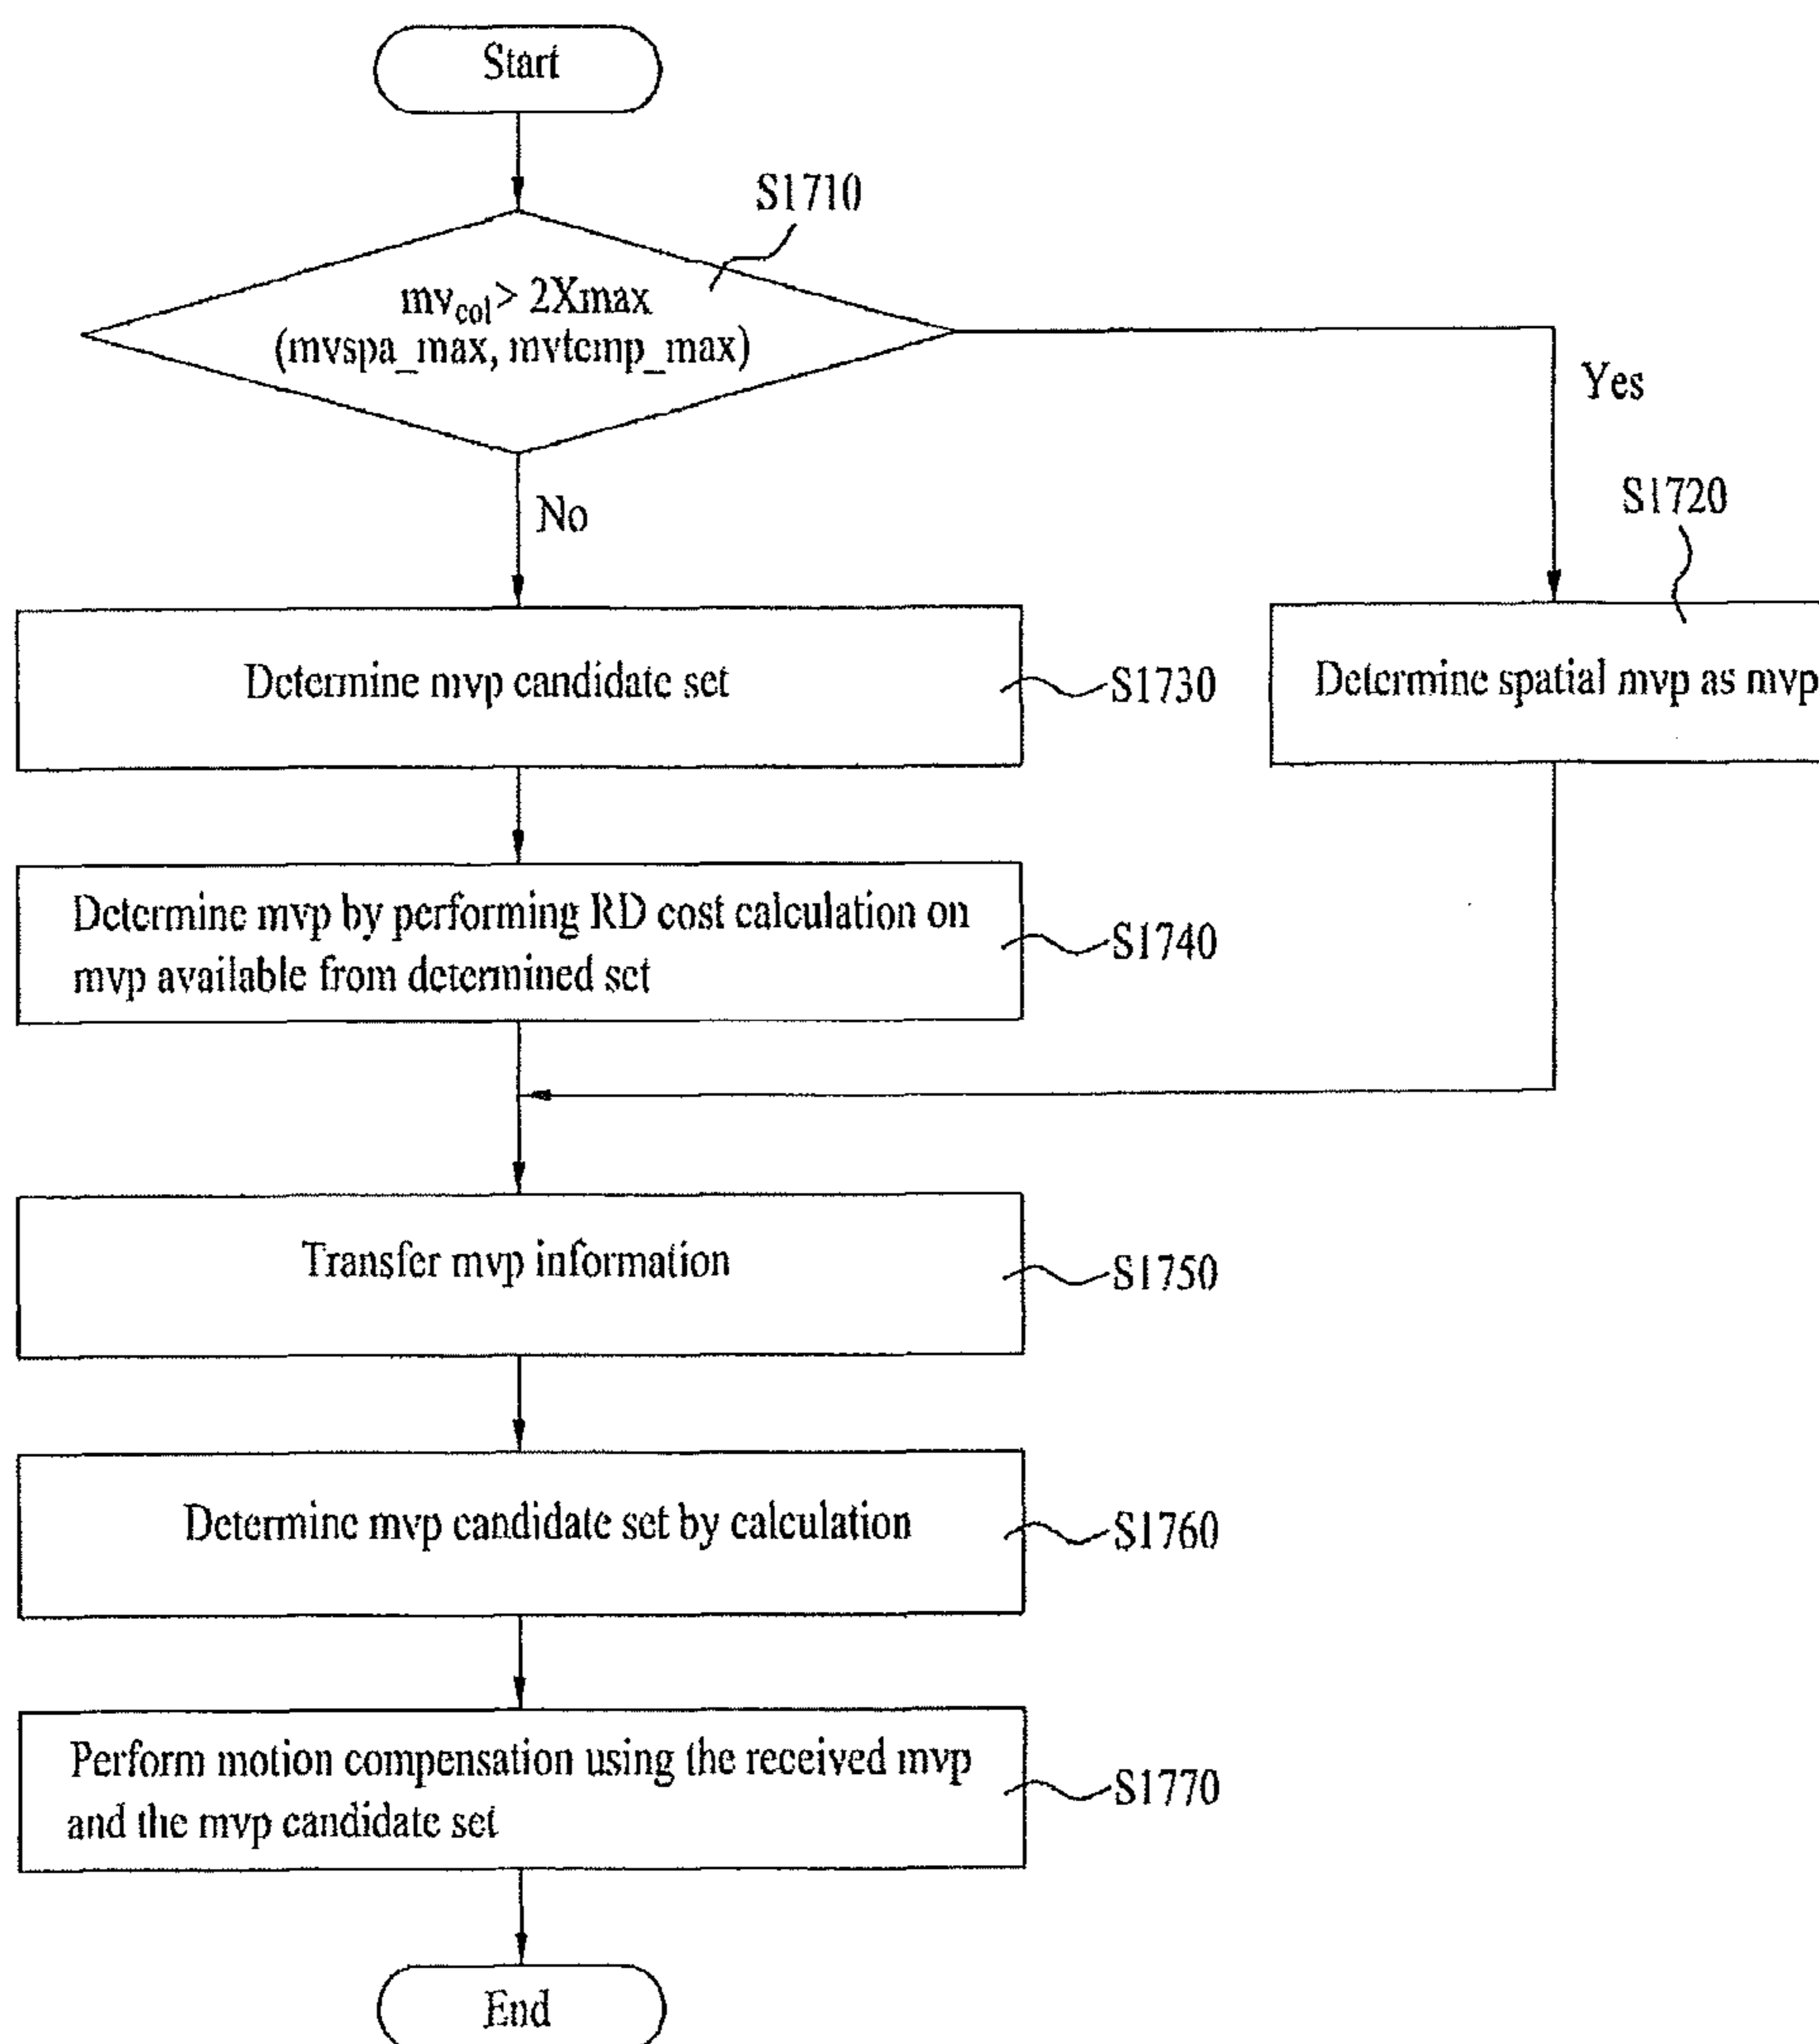 Start
S1710
mvcol> 2Xmax
(mvspa_max, mvtemp_max)
Yes
No
S1720
Determine mvp candidate set
S1730
Determine spatial mvp as mvp
Determine mvp by performing RD cost calculation on
mvp available from determined set
S1740
Transfer mvp information
S1750
Determine mvp candidate set by calculation
S1760
Perform motion compensation using the received mvp
and the mvp candidate set
S1770
End